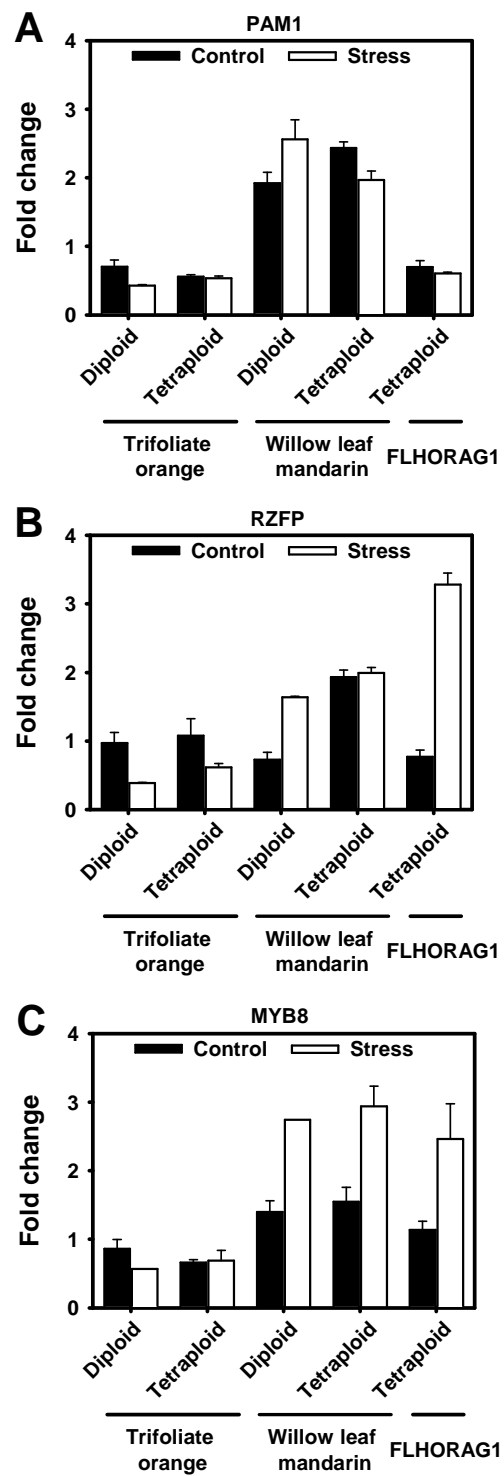 A
PAM1
Control Stress
Fold change
4
3
2
1
0
Diploid Tetraploid Diploid Tetraploid Tetraploid
Trifoliate orange
Willow leaf mandarin
FLHORAG1
B
RZFP
Control Stress
Fold change
4
3
2
1
0
Diploid Tetraploid Diploid Tetraploid Tetraploid
Trifoliate orange
Willow leaf mandarin
FLHORAG1
C
MYB8
Control Stress
Fold change
4
3
2
1
0
Diploid Tetraploid Diploid Tetraploid Tetraploid
Trifoliate orange
Willow leaf mandarin
FLHORAG1